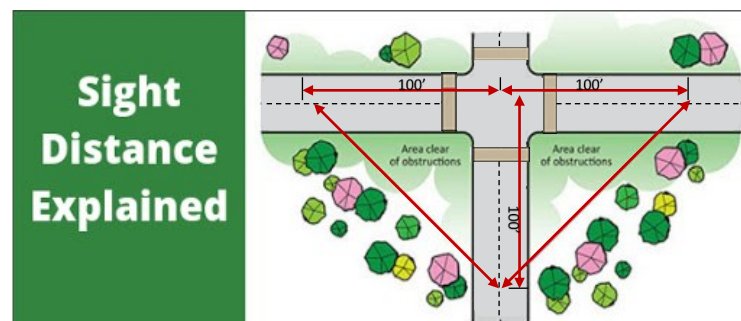 Sight
Distance
Explained
100'
100'
Area clear
of obstructions
Area clear
of obstructions
100'